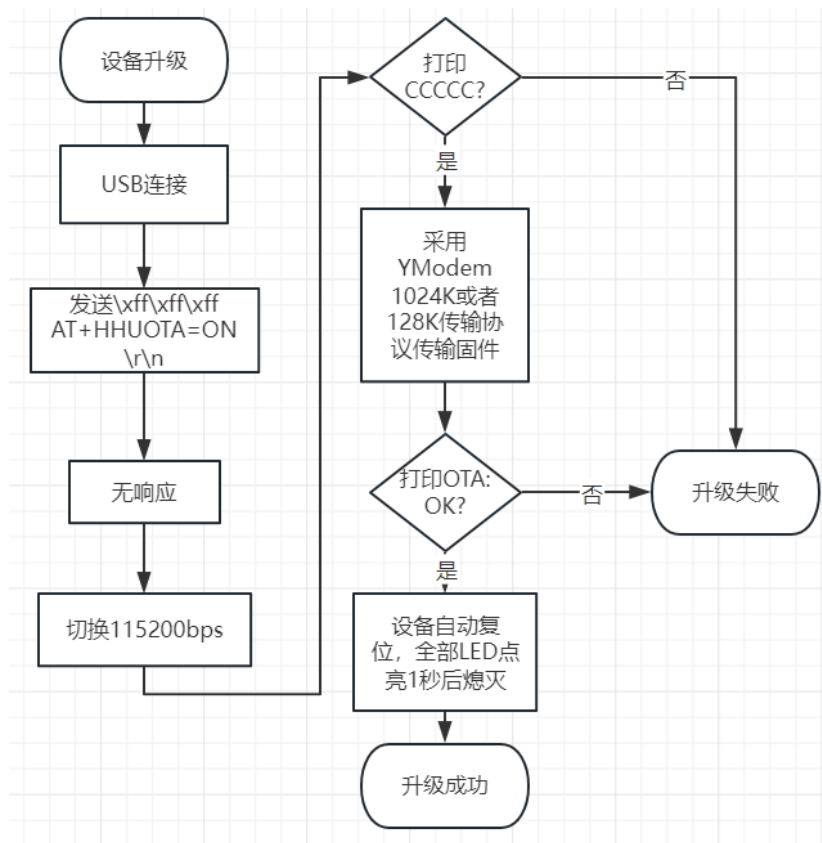 设备升级
USB连接
发送\xff\xff\xff
AT+HHUOTA=ON
\r\n
无响应
切换115200bps
打印
CCCCC?
否
是
采用
YModem
1024K或者
128K传输协
议传输固件
打印OTA:
OK?
否
升级失败
是
设备自动复
位，全部LED点
亮1秒后熄灭
升级成功